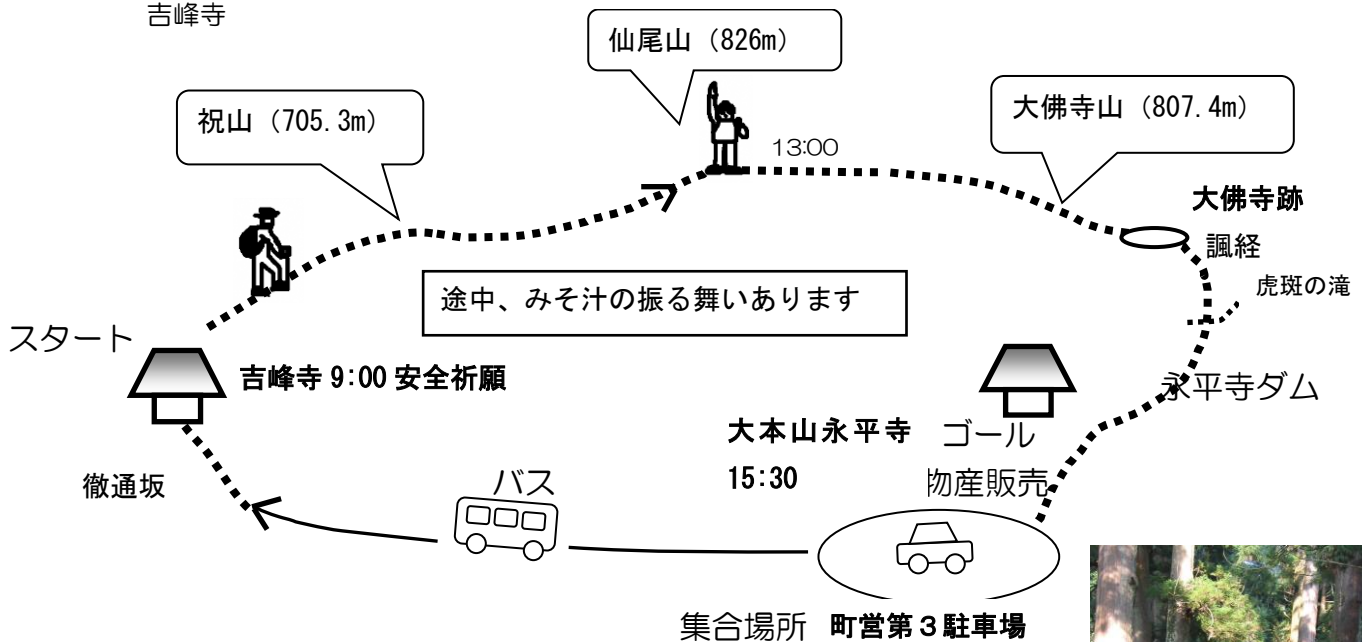 吉峰寺
仙尾山（826m）
祝山（705.3m）
大佛寺山（807.4m）
13:00
大佛寺跡
諷経
虎斑の滝
途中、みそ汁の振る舞いあります
スタート
吉峰寺 9:00 安全祈願
永平寺ダム
大本山永平寺 ゴール
15:30
物産販売
徹通坂
バス
集合場所 町営第３駐車場